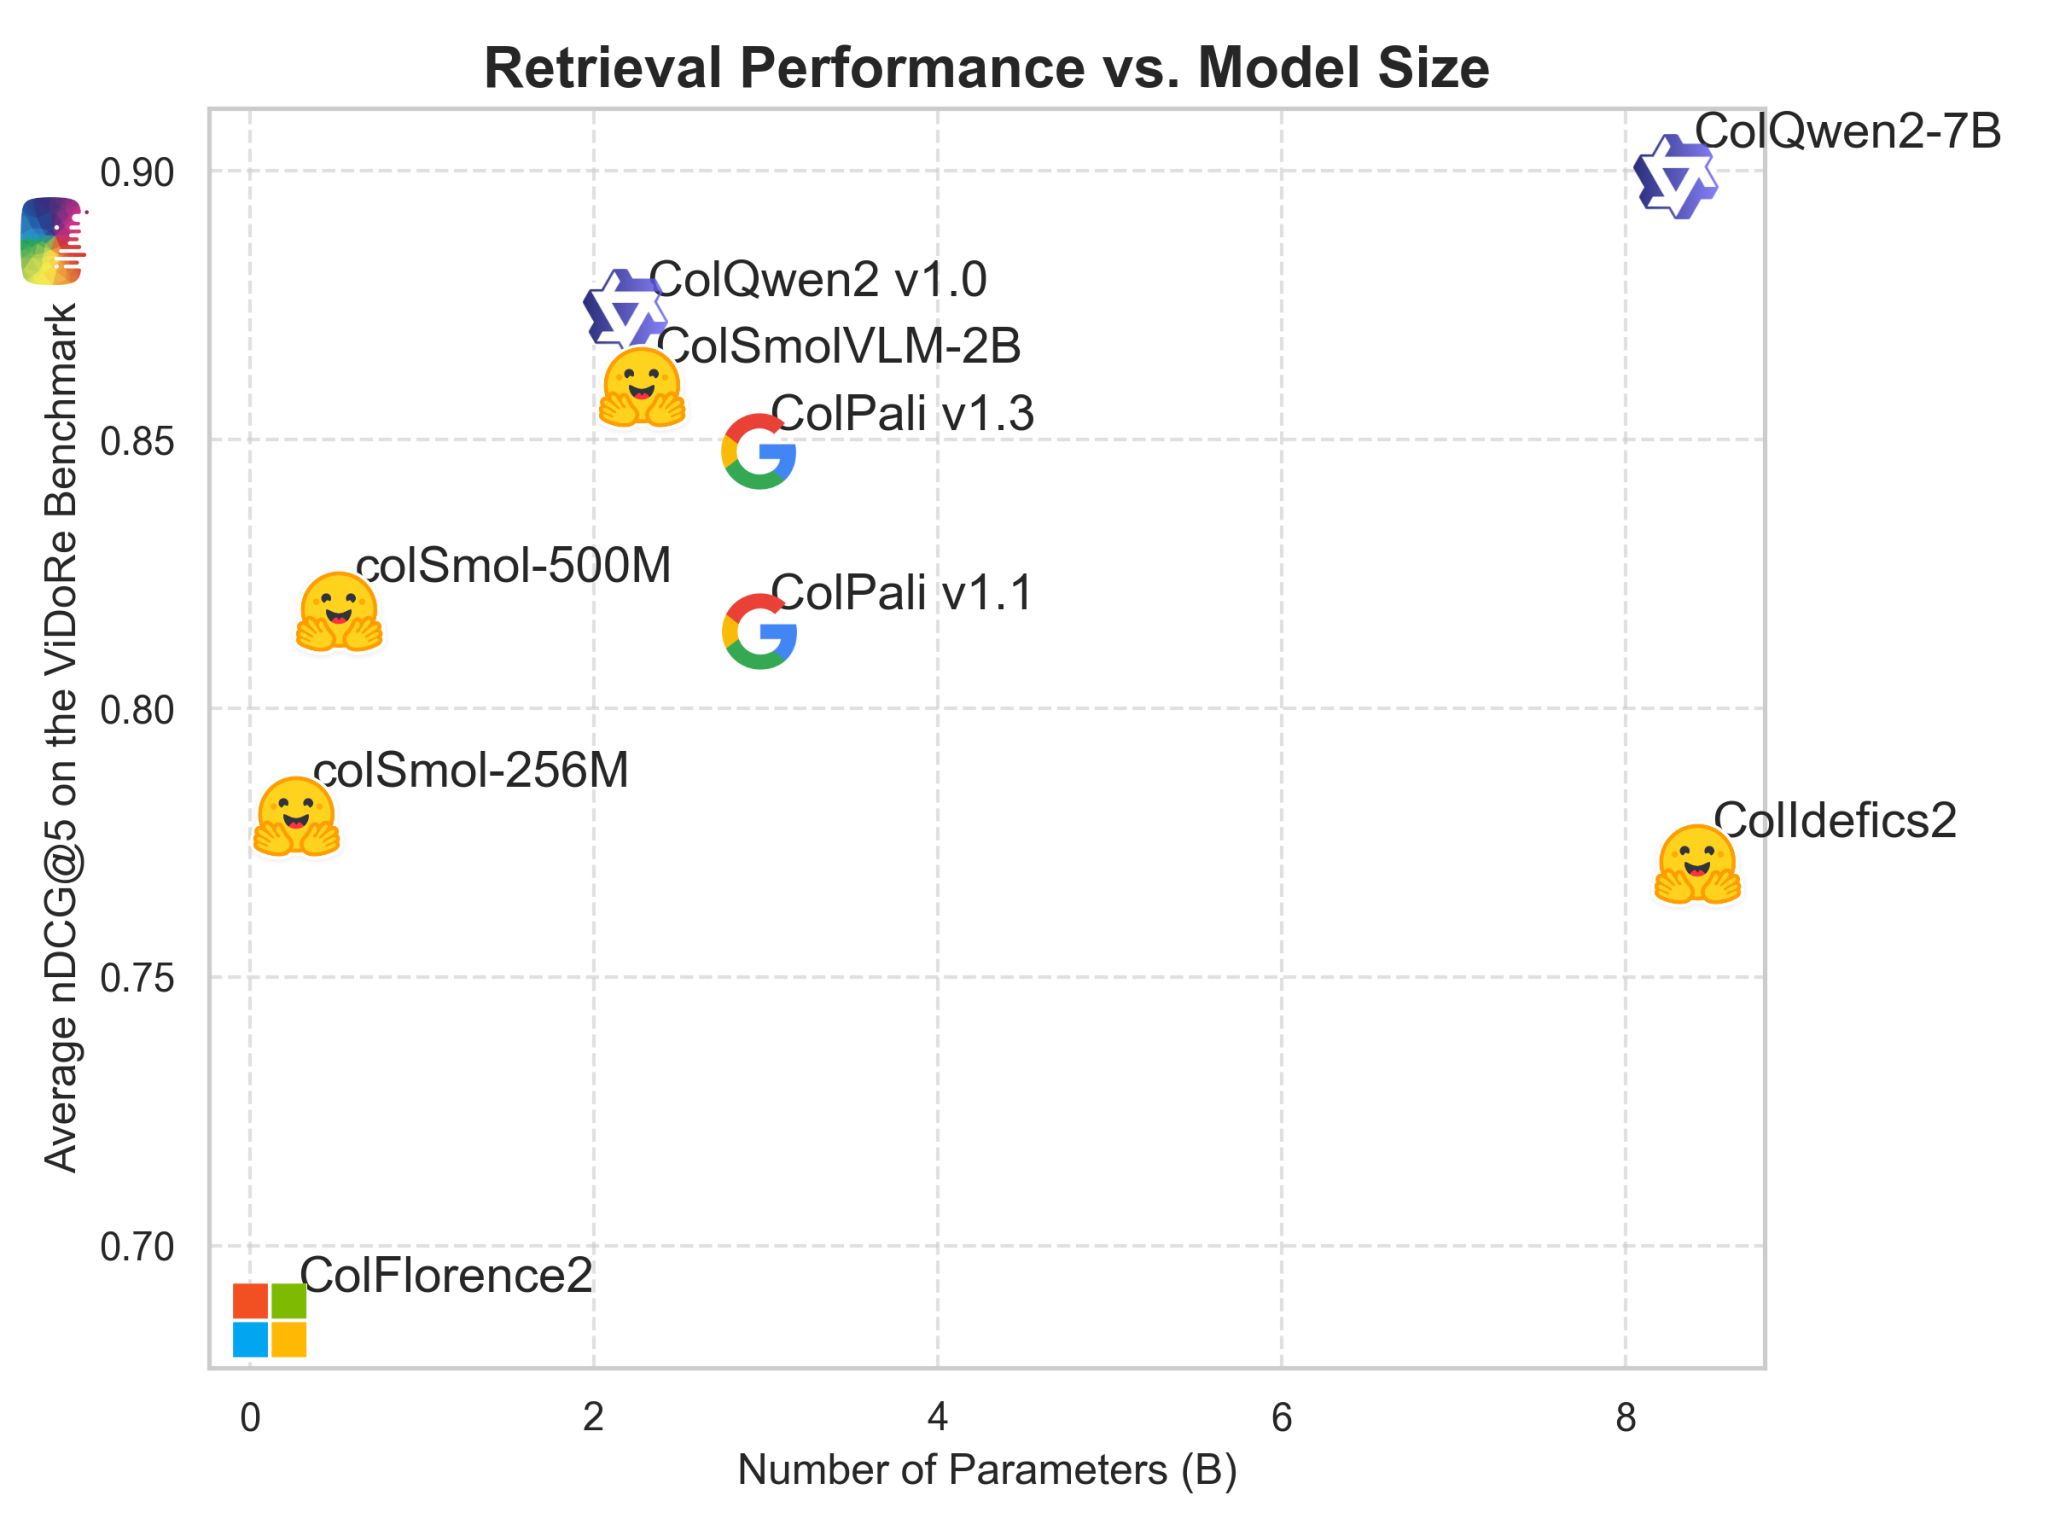 Retrieval Performance vs. Model Size
ColQwen2-7B
0.90
ColQwen2 v1.0
ColSmolVLM-2B
ColPali v1.3
0.85
colSmol-500M
ColPali v1.1
0.80
colSmol-256M
ColIdefics2
0.75
0.70
ColFlorence2
Average nDCG@5 on the ViDoRe Benchmark
0
2
4
6
8
Number of Parameters (B)